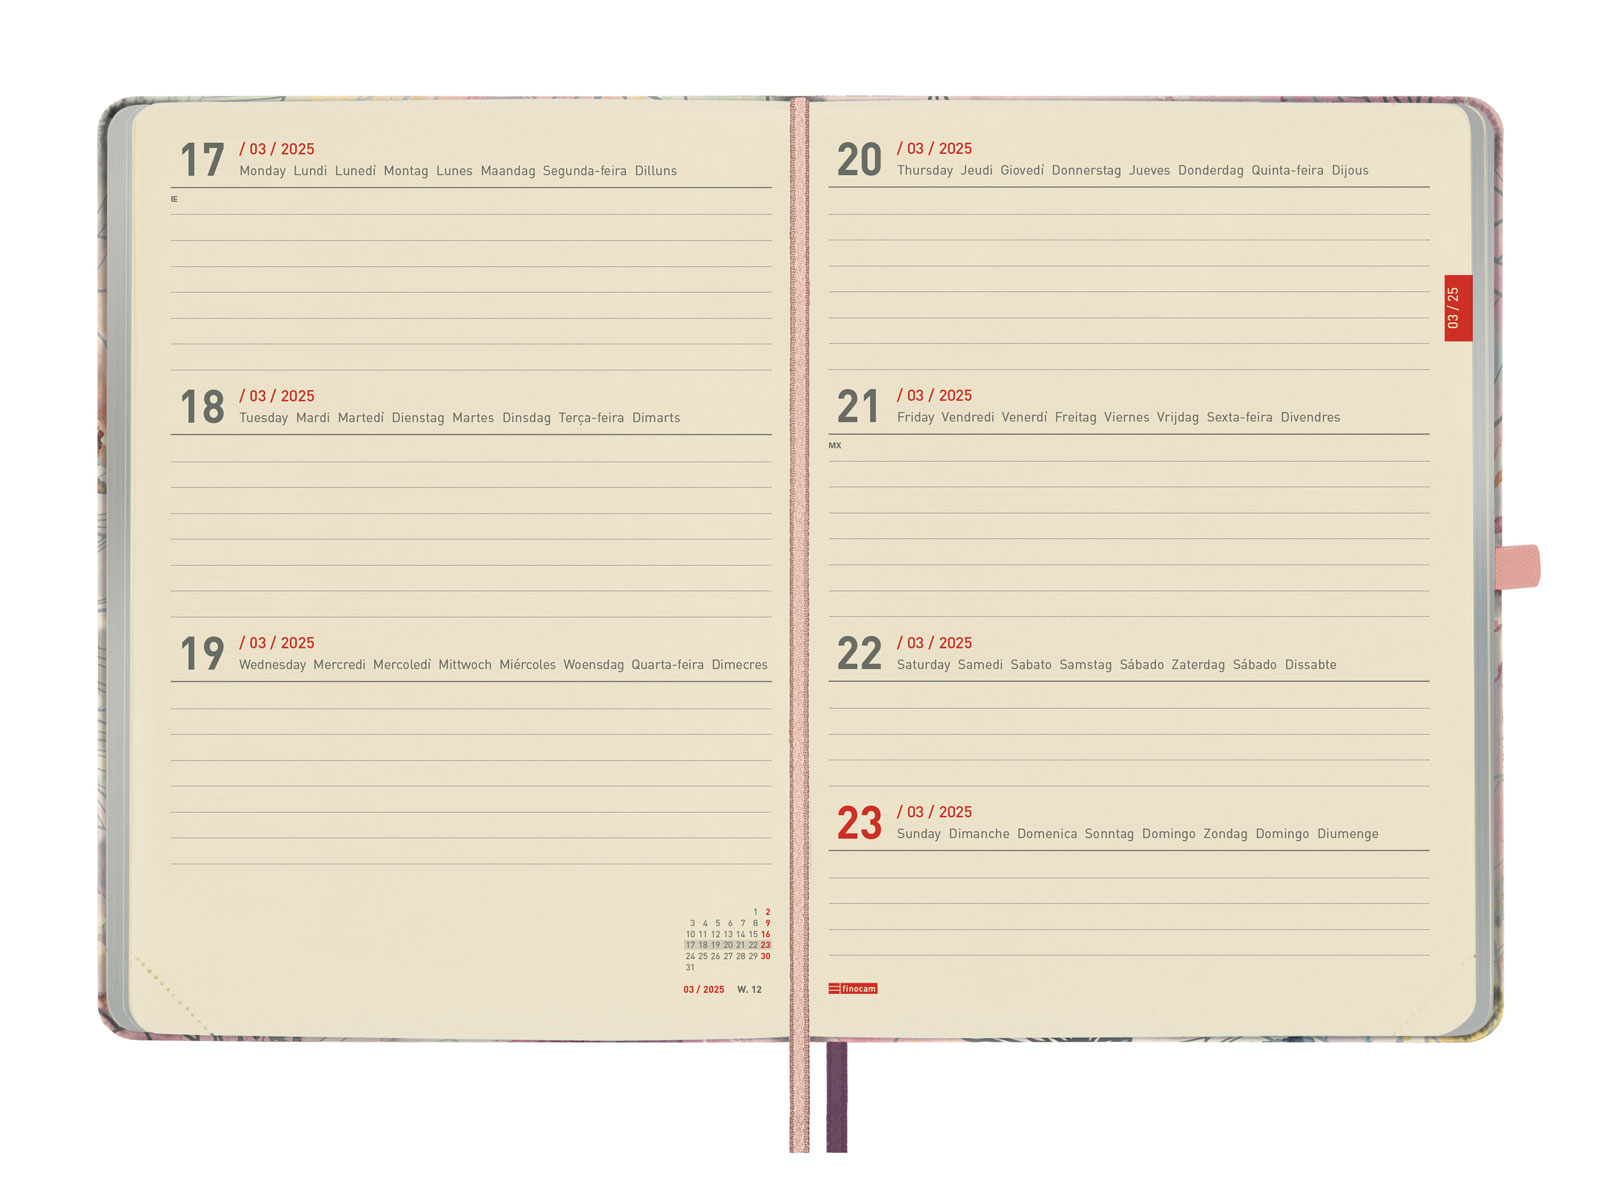 17 / 03 / 2025
Monday Lundi Lunedì Montag Lunes Maandag Segunda-feira Dilluns
IE
18 / 03 / 2025
Tuesday Mardi Martedì Dienstag Martes Dinsdag Terça-feira Dimarts
19 / 03 / 2025
Wednesday Mercredi Mercoledì Mittwoch Miércoles Woensdag Quarta-feira Dimecres
1 2
3 4 5 6 7 8 9
10 11 12 13 14 15 16
17 18 19 20 21 22 23
24 25 26 27 28 29 30
31
03 / 2025 W. 12
20 / 03 / 2025
Thursday Jeudi Giovedì Donnerstag Jueves Donderdag Quinta-feira Dijous
03 / 25
21 / 03 / 2025
Friday Vendredi Venerdì Freitag Viernes Vrijdag Sexta-feira Divendres
MX
22 / 03 / 2025
Saturday Samedi Sabato Samstag Sábado Zaterdag Sábado Dissabte
23 / 03 / 2025
Sunday Dimanche Domenica Sonntag Domingo Zondag Domingo Diumenge
finocam